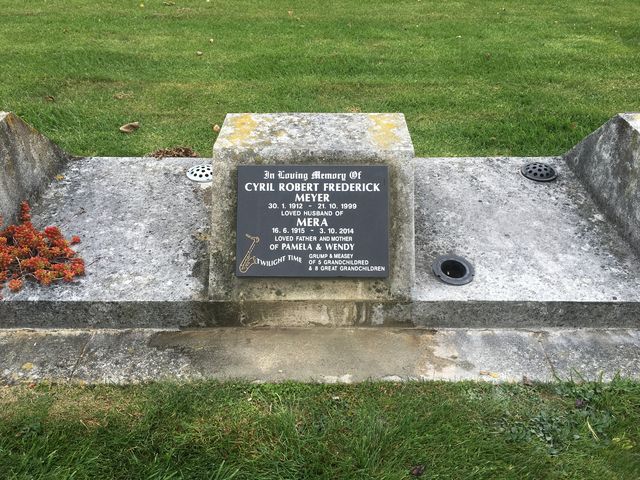 In Loving Memory Of
CYRIL ROBERT FREDERICK
MEYER
30. 1. 1912 - 21. 10. 1999
LOVED HUSBAND OF
MERA
16. 6. 1915 - 3. 10. 2014
LOVED FATHER AND MOTHER
OF PAMELA & WENDY
TWILIGHT TIME
GRUMP & MEASEY
OF 5 GRANDCHILDRED
& 8 GREAT GRANDCHILDREN